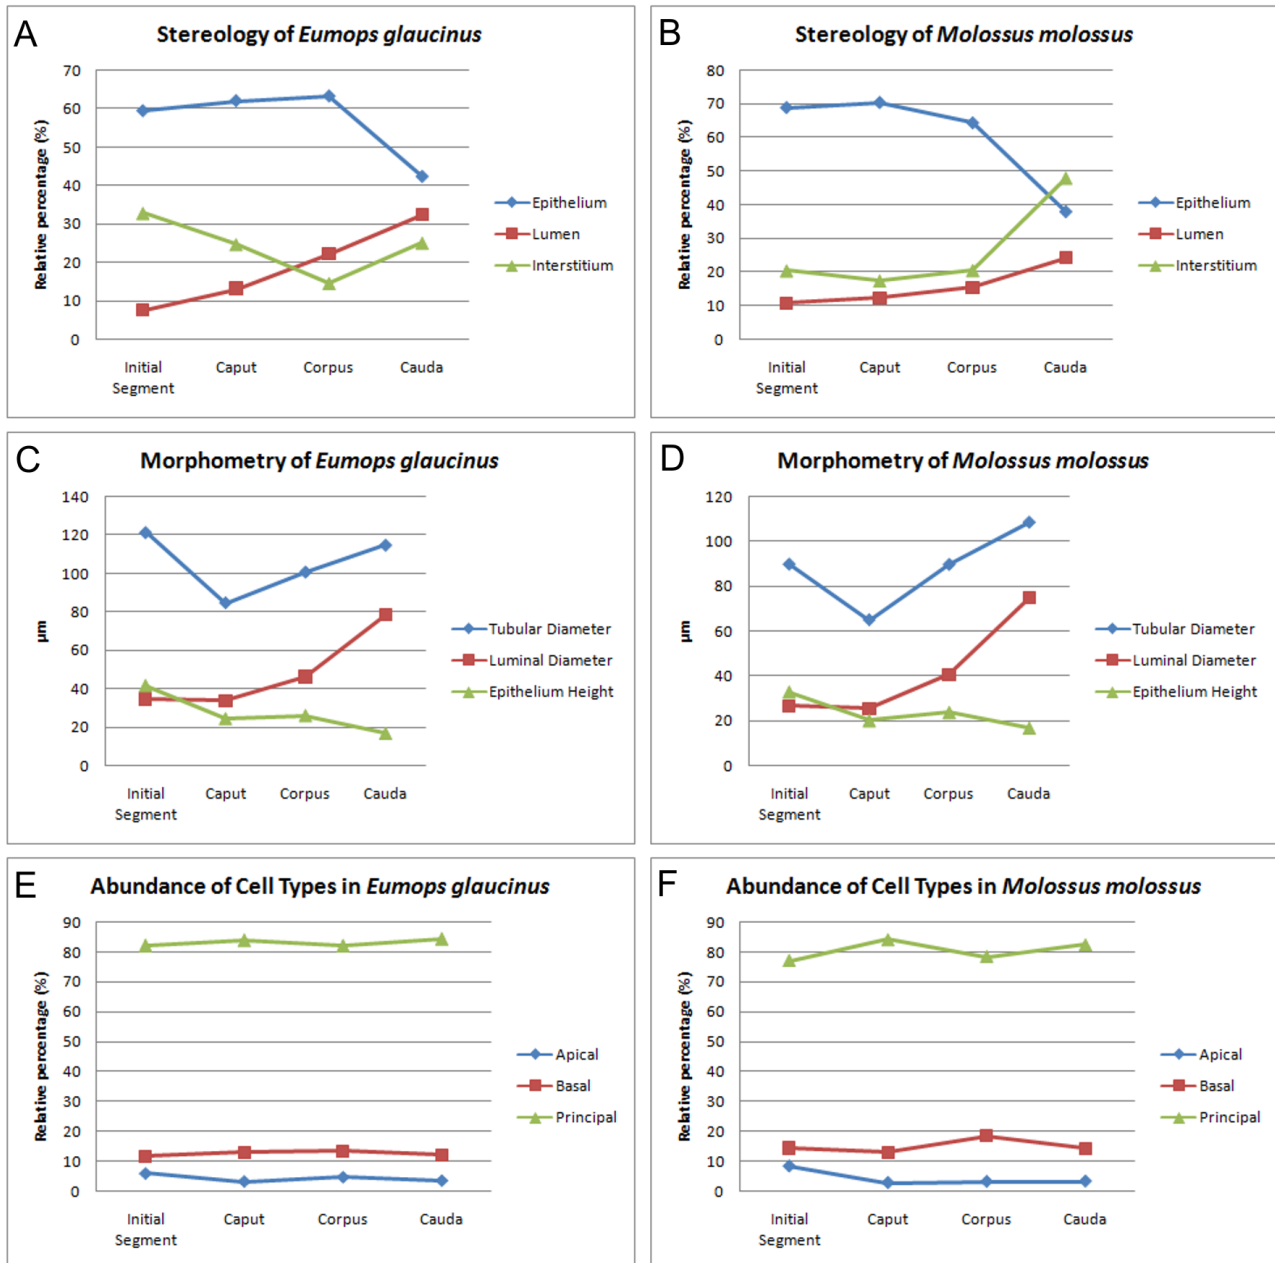 A
Stereology of Eumops glaucinus
Relative percentage (%)
70
60
50
40
30
20
10
0
Initial Segment
Caput
Corpus
Cauda
Epithelium
Lumen
Interstitium
B
Stereology of Molossus molossus
Relative percentage (%)
80
70
60
50
40
30
20
10
0
Initial Segment
Caput
Corpus
Cauda
Epithelium
Lumen
Interstitium
C
Morphometry of Eumops glaucinus
µm
140
120
100
80
60
40
20
0
Initial Segment
Caput
Corpus
Cauda
Tubular Diameter
Luminal Diameter
Epithelium Height
D
Morphometry of Molossus molossus
µm
120
100
80
60
40
20
0
Initial Segment
Caput
Corpus
Cauda
Tubular Diameter
Luminal Diameter
Epithelium Height
E
Abundance of Cell Types in Eumops glaucinus
Relative percentage (%)
90
80
70
60
50
40
30
20
10
0
Initial Segment
Caput
Corpus
Cauda
Apical
Basal
Principal
F
Abundance of Cell Types in Molossus molossus
Relative percentage (%)
90
80
70
60
50
40
30
20
10
0
Initial Segment
Caput
Corpus
Cauda
Apical
Basal
Principal